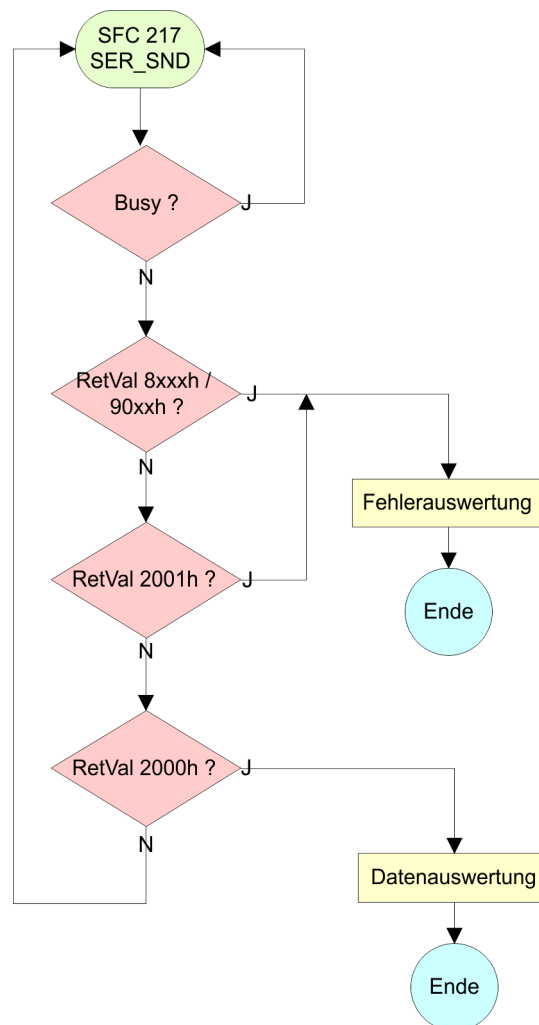 SFC 217
SER_SND
Busy ?
J
N
RetVal 8xxxh /
90xxh ?
J
N
Fehlerauswertung
RetVal 2001h ?
J
Ende
N
RetVal 2000h ?
J
N
Datenauswertung
Ende